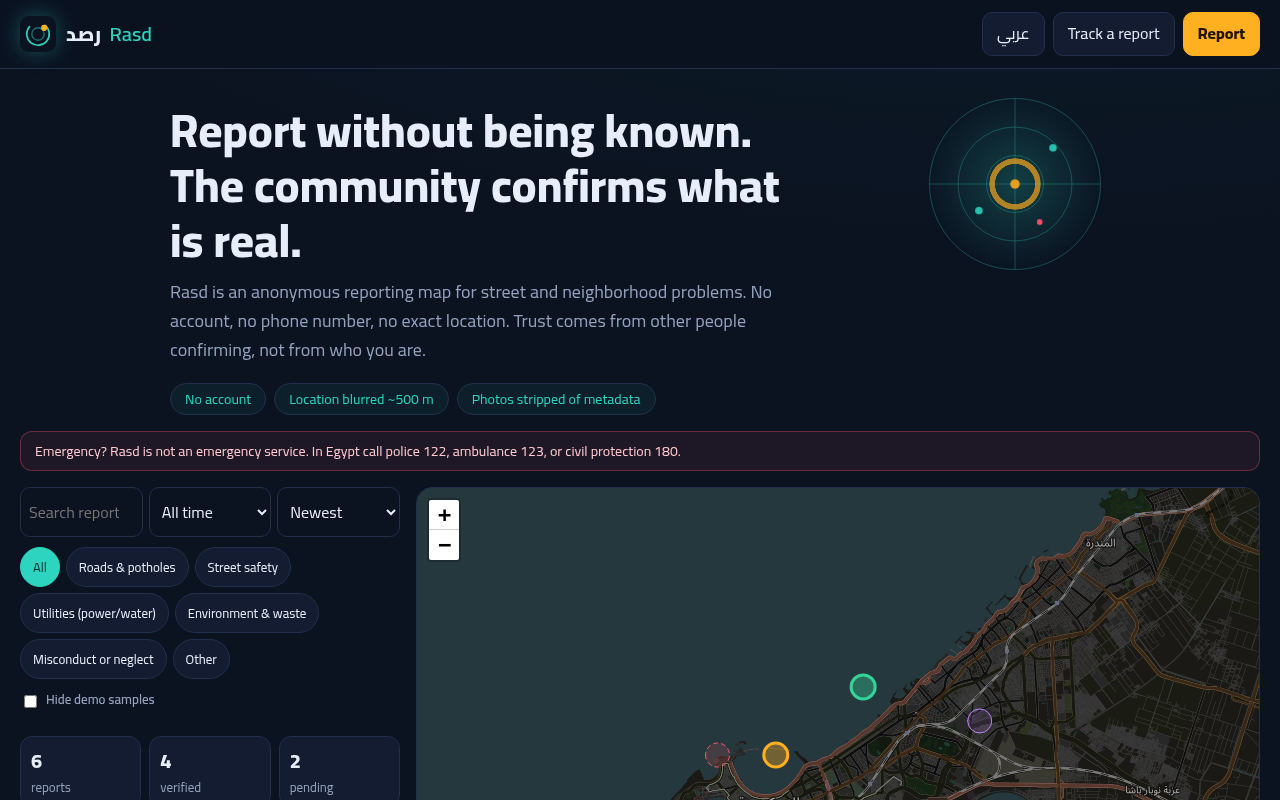 رصد Rasd
عربي
Track a report
Report
Report without being known.
The community confirms what
is real.
Rasd is an anonymous reporting map for street and neighborhood problems. No
account, no phone number, no exact location. Trust comes from other people
confirming, not from who you are.
No account
Location blurred ~500 m
Photos stripped of metadata
Emergency? Rasd is not an emergency service. In Egypt call police 122, ambulance 123, or civil protection 180.
Search report
All time
Newest
All
Roads & potholes
Street safety
Utilities (power/water)
Environment & waste
Misconduct or neglect
Other
Hide demo samples
6
reports
4
verified
2
pending
+
−
المندرة
عزبة نوبار باشا